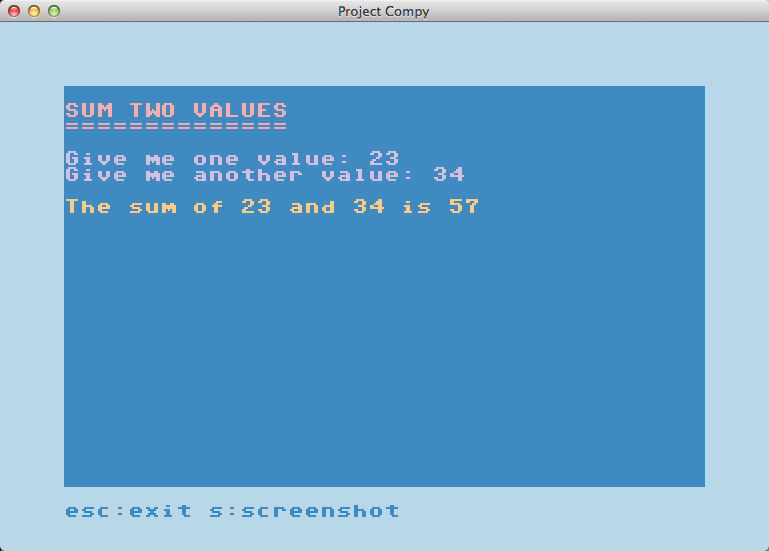 Project Compy
SUM TWO VALUES
==============
Give me one value: 23
Give me another value: 34
The sum of 23 and 34 is 57
esc:exit s:screenshot